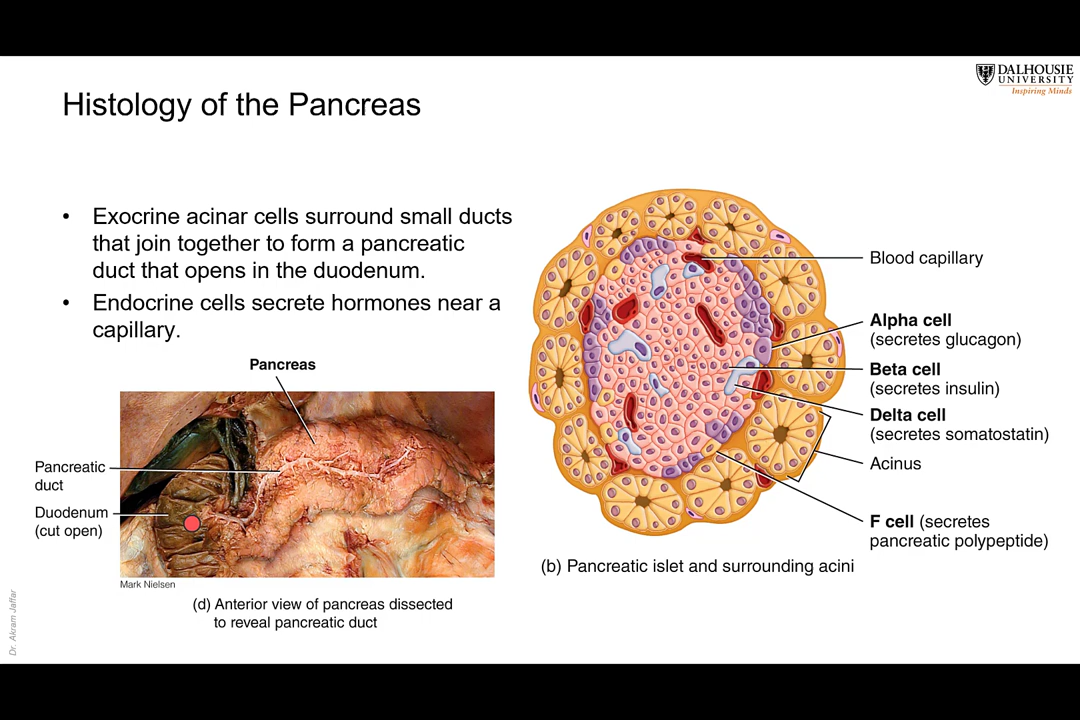 DALHOUSIE
UNIVERSITY
Inspiring Minds
Histology of the Pancreas
• Exocrine acinar cells surround small ducts
that join together to form a pancreatic
duct that opens in the duodenum.
• Endocrine cells secrete hormones near a
capillary.
Pancreas
Pancreatic
duct
Duodenum
(cut open)
Mark Nielsen
(d) Anterior view of pancreas dissected
to reveal pancreatic duct
Blood capillary
Alpha cell
(secretes glucagon)
Beta cell
(secretes insulin)
Delta cell
(secretes somatostatin)
Acinus
F cell (secretes
pancreatic polypeptide)
(b) Pancreatic islet and surrounding acini
Dr. Akram Jaffar